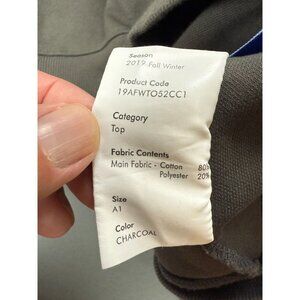 Season
2019 Fall Winter
Product Code
19AFWTO52CC1
Category
Top
Fabric Contents
Main Fabric - Cotton 80%
Polyester 20%
Size
A1
Color
CHARCOAL